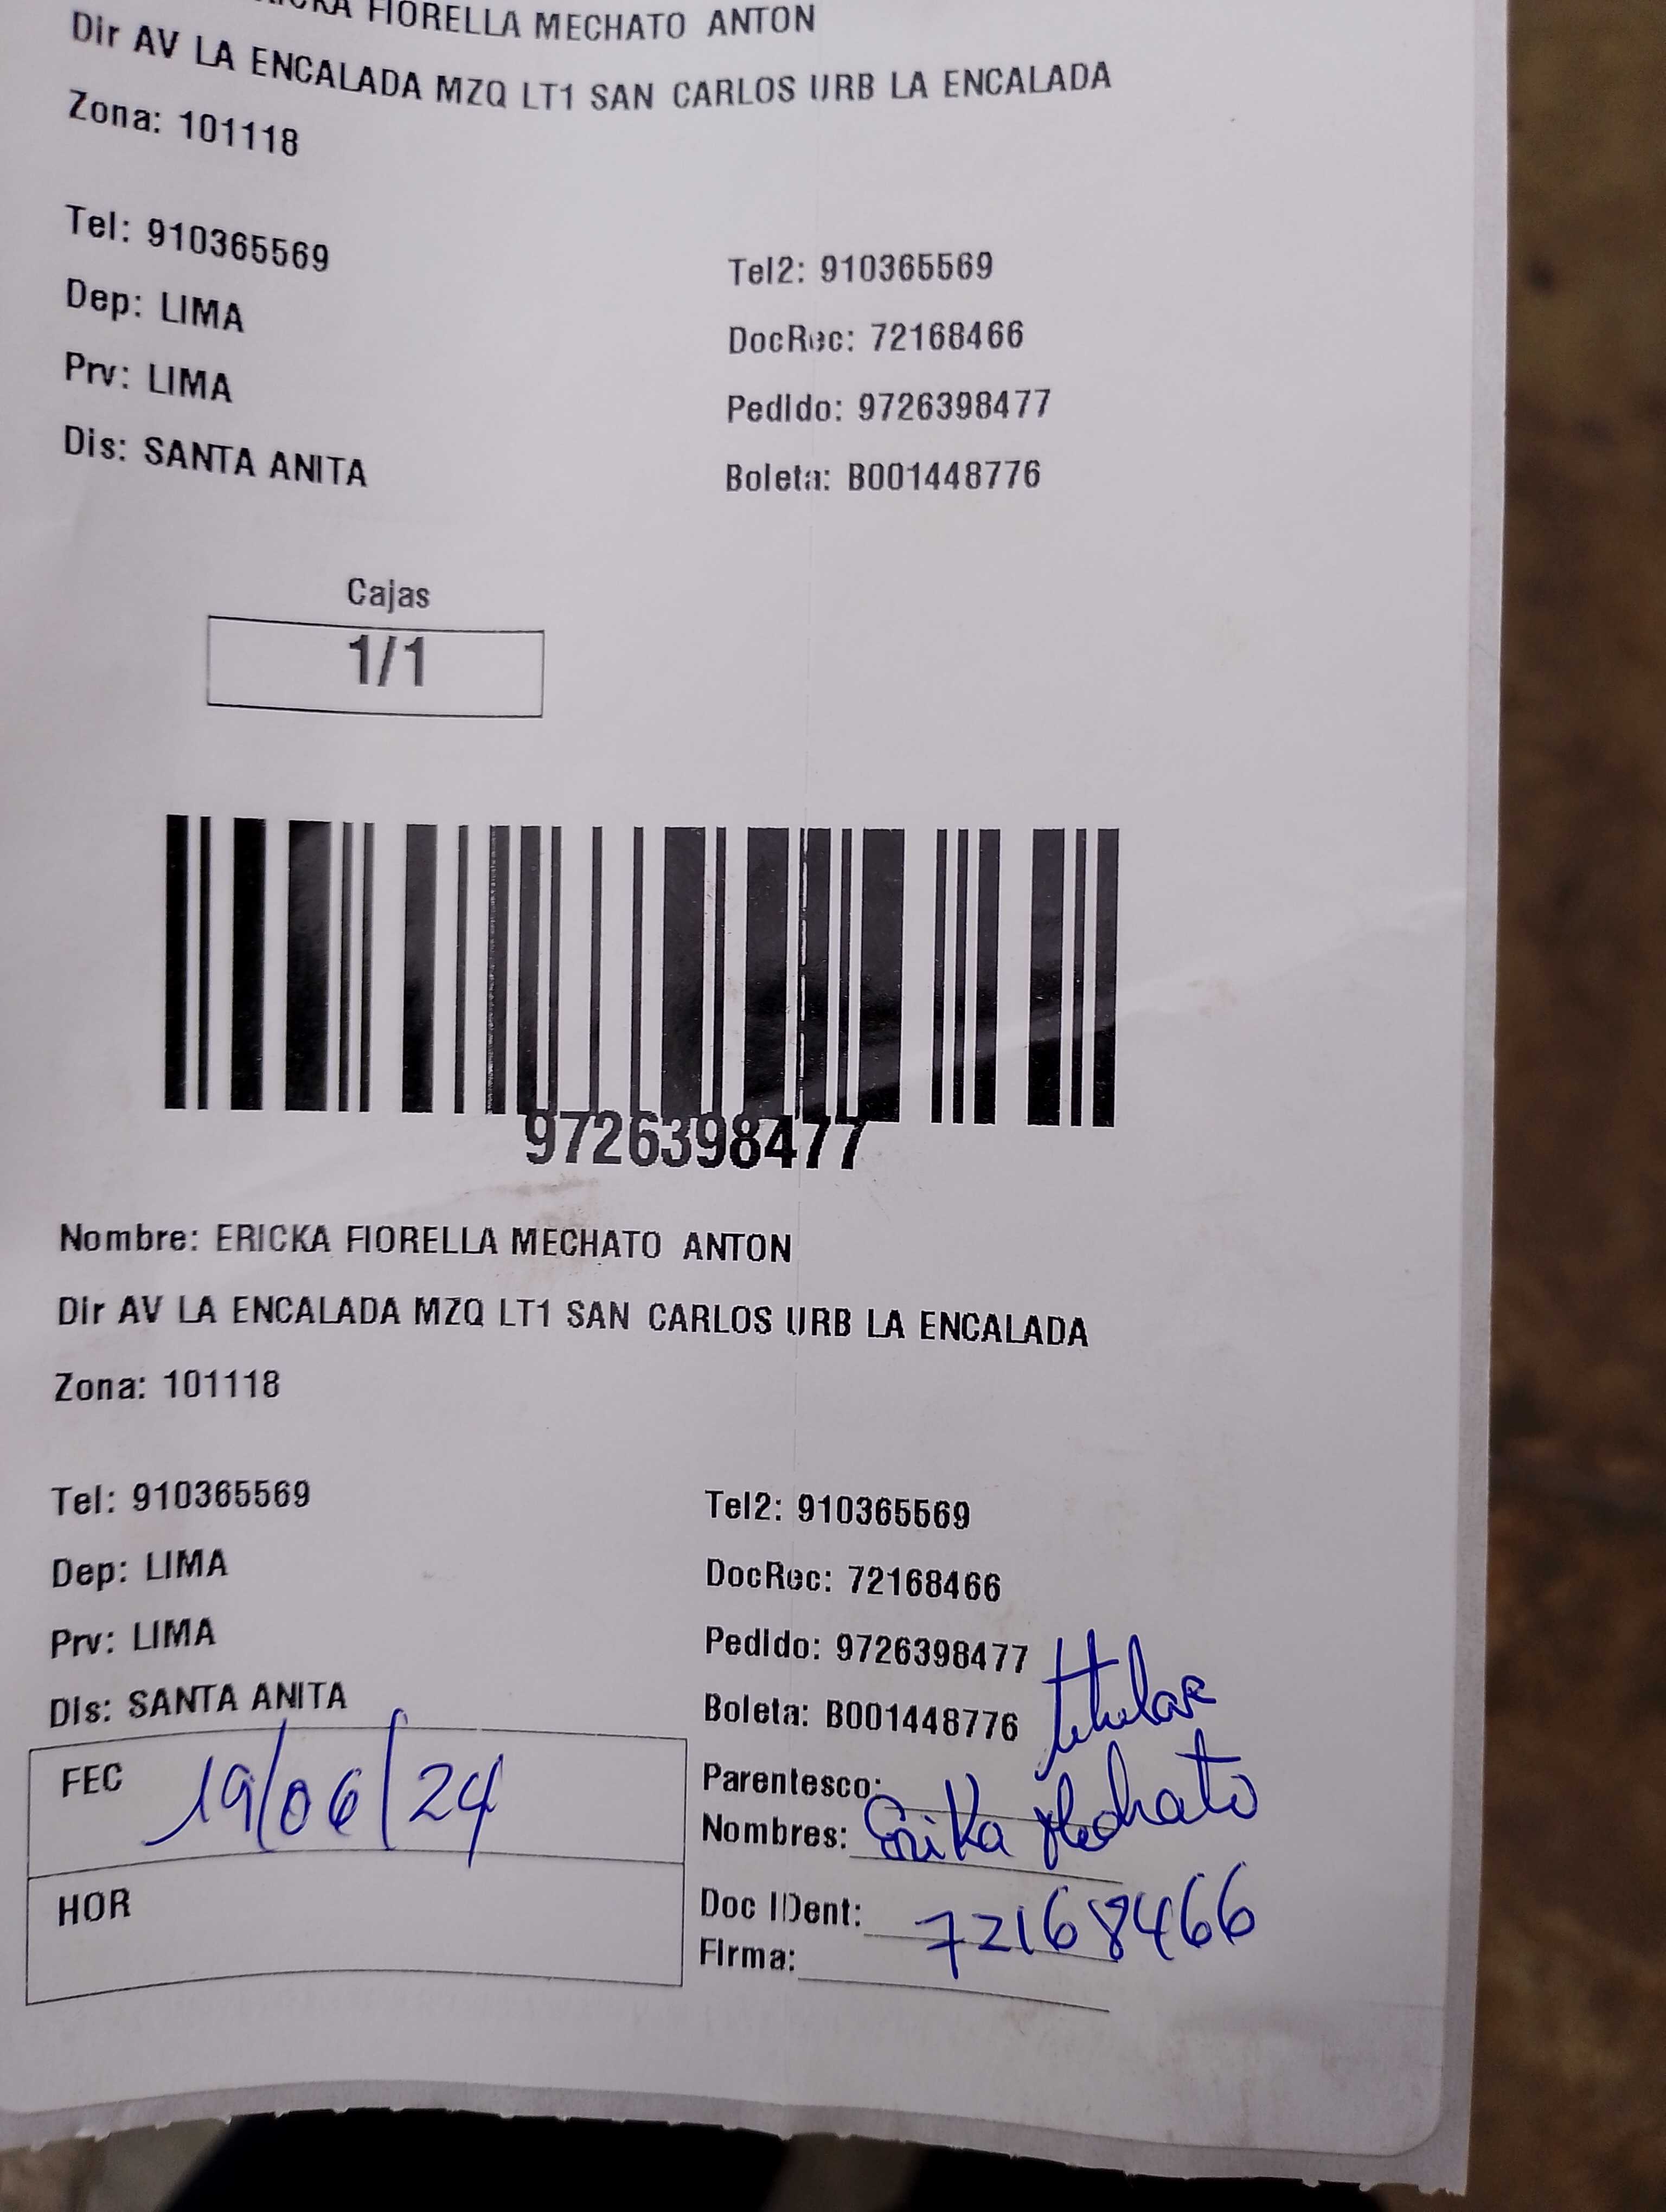 FIORELLA MECHATO ANTON
Dir AV LA ENCALADA MZQ LT1 SAN CARLOS URB LA ENCALADA
Zona: 101118
Tel: 910365569
Tel2: 910365569
Dep: LIMA
DocRec: 72168466
Prv: LIMA
Pedido: 9726398477
Dis: SANTA ANITA
Boleta: B001448776
Cajas
1/1
9726398477
Nombre: ERICKA FIORELLA MECHATO ANTON
Dir AV LA ENCALADA MZQ LT1 SAN CARLOS URB LA ENCALADA
Zona: 101118
Tel: 910365569
Tel2: 910365569
Dep: LIMA
DocRec: 72168466
Prv: LIMA
Pedido: 9726398477
Dis: SANTA ANITA
Boleta: B001448776
FEC 19/06/24
HOR
Parentesco: titular
Nombres: Erika Mechato
Doc IDent: 72168466
Firma: